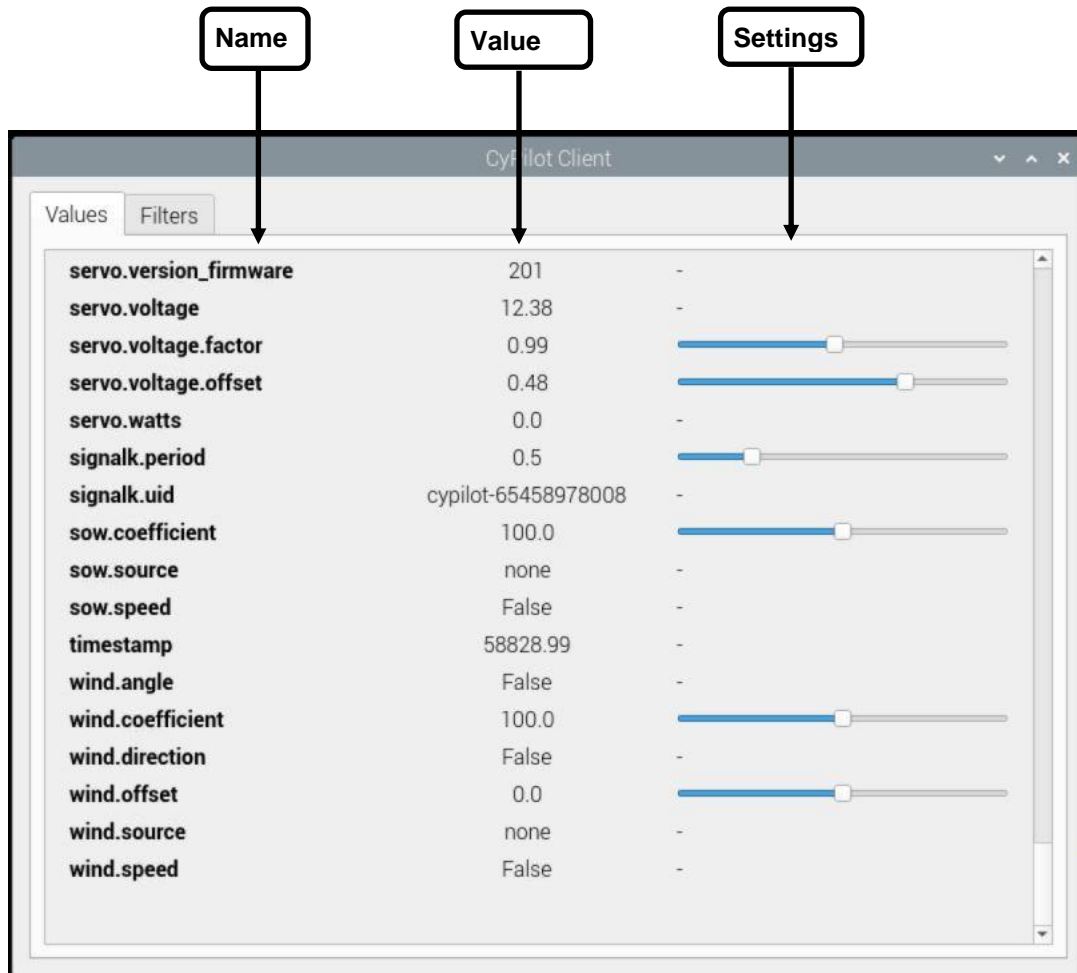 Name Value Settings
CyPilot Client
Values Filters
servo.version_firmware 201 -
servo.voltage 12.38 -
servo.voltage.factor 0.99
servo.voltage.offset 0.48
servo.watts 0.0 -
signalk.period 0.5
signalk.uid cypilot-65458978008 -
sow.coefficient 100.0
sow.source none -
sow.speed False -
timestamp 58828.99 -
wind.angle False -
wind.coefficient 100.0
wind.direction False -
wind.offset 0.0
wind.source none -
wind.speed False -